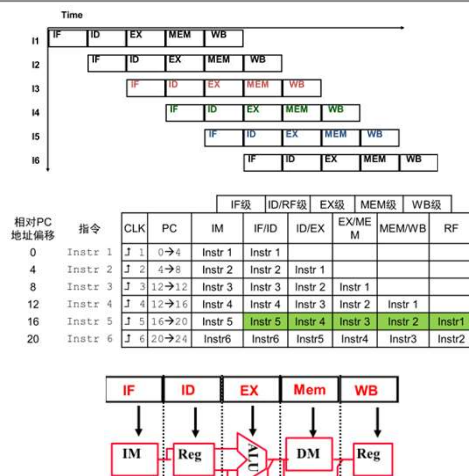 Time
I1 IF ID EX MEM WB
I2 IF ID EX MEM WB
I3 IF ID EX MEM WB
I4 IF ID EX MEM WB
I5 IF ID EX MEM WB
I6 IF ID EX MEM WB
IF级 ID/RF级 EX级 MEM级 WB级
相对PC地址偏移 指令 CLK PC IM IF/ID ID/EX EX/MEM MEM/WB RF
0 Instr 1 ↑ 1 0→4 Instr 1 Instr 1
4 Instr 2 ↑ 2 4→8 Instr 2 Instr 2 Instr 1
8 Instr 3 ↑ 3 12→12 Instr 3 Instr 3 Instr 2 Instr 1
12 Instr 4 ↑ 4 12→16 Instr 4 Instr 4 Instr 3 Instr 2 Instr 1
16 Instr 5 ↑ 5 16→20 Instr 5 Instr 5 Instr 4 Instr 3 Instr 2 Instr1
20 Instr 6 ↑ 6 20→24 Instr6 Instr6 Instr5 Instr4 Instr3 Instr2
IF ID EX Mem WB
IM Reg ALU DM Reg